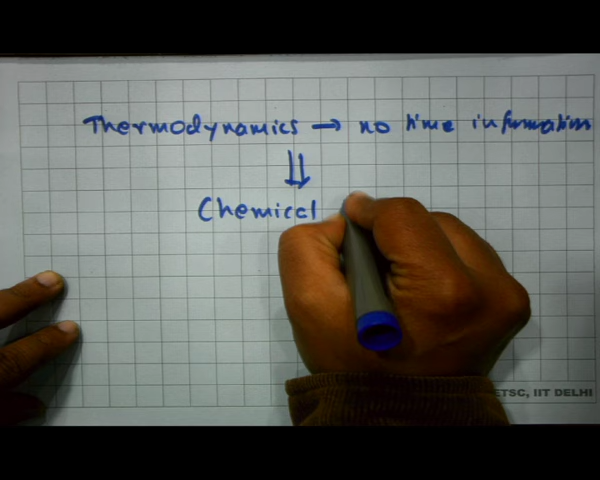 Thermodynamics → no time information
⇓
Chemical
ETSC, IIT DELHI